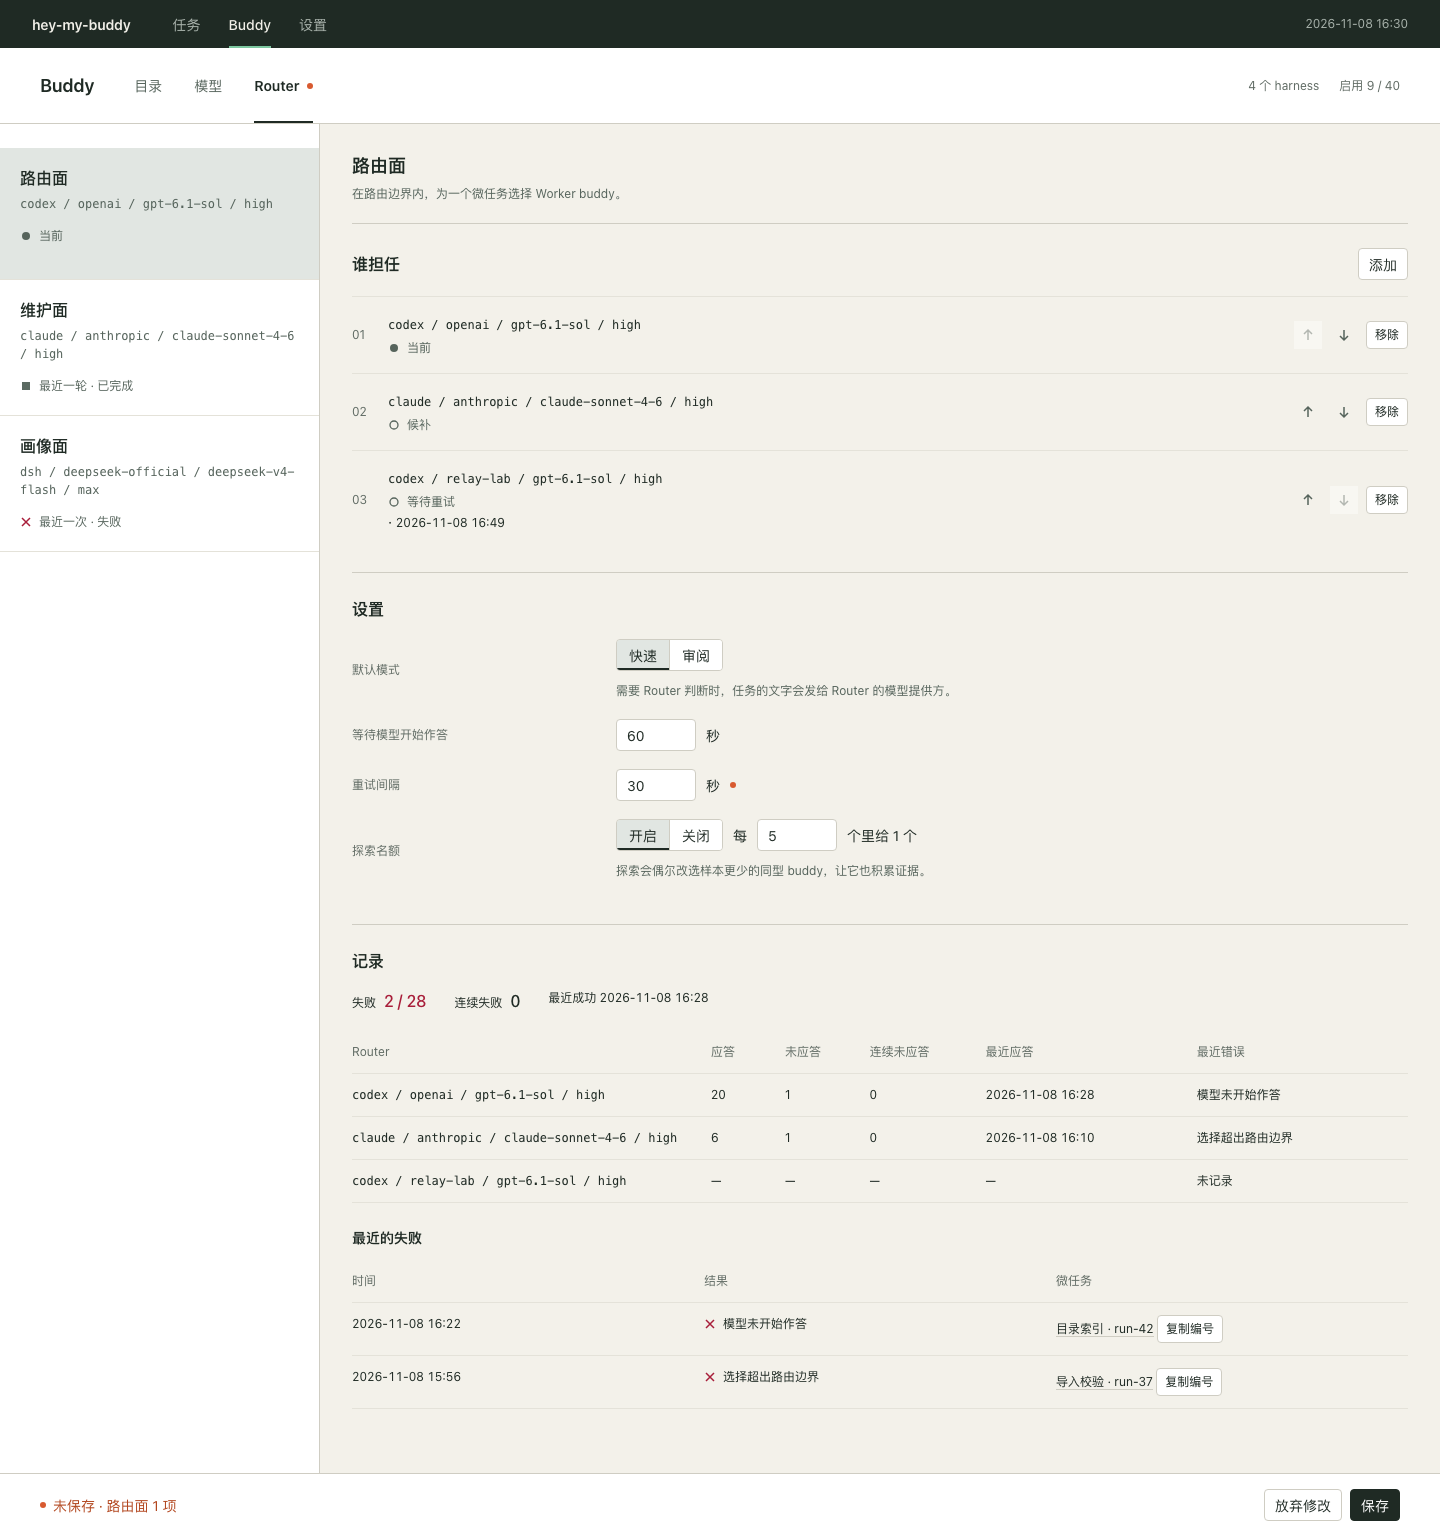 hey-my-buddy 任务 Buddy 设置 2026-11-08 16:30
Buddy 目录 模型 Router 4 个 harness 启用 9 / 40
路由面
codex / openai / gpt-6.1-sol / high
当前
维护面
claude / anthropic / claude-sonnet-4-6
/ high
最近一轮 · 已完成
画像面
dsh / deepseek-official / deepseek-v4-
flash / max
最近一次 · 失败
路由面
在路由边界内，为一个微任务选择 Worker buddy。
谁担任 添加
01 codex / openai / gpt-6.1-sol / high
当前
↑ ↓ 移除
02 claude / anthropic / claude-sonnet-4-6 / high
候补
↑ ↓ 移除
03 codex / relay-lab / gpt-6.1-sol / high
等待重试
· 2026-11-08 16:49
↑ ↓ 移除
设置
默认模式 快速 审阅
需要 Router 判断时，任务的文字会发给 Router 的模型提供方。
等待模型开始作答 60 秒
重试间隔 30 秒
探索名额 开启 关闭 每 5 个里给 1 个
探索会偶尔改选样本更少的同型 buddy，让它也积累证据。
记录
失败 2 / 28 连续失败 0 最近成功 2026-11-08 16:28
Router 应答 未应答 连续未应答 最近应答 最近错误
codex / openai / gpt-6.1-sol / high 20 1 0 2026-11-08 16:28 模型未开始作答
claude / anthropic / claude-sonnet-4-6 / high 6 1 0 2026-11-08 16:10 选择超出路由边界
codex / relay-lab / gpt-6.1-sol / high — — — — 未记录
最近的失败
时间 结果 微任务
2026-11-08 16:22 模型未开始作答 目录索引 · run-42 复制编号
2026-11-08 15:56 选择超出路由边界 导入校验 · run-37 复制编号
未保存 · 路由面 1 项 放弃修改 保存